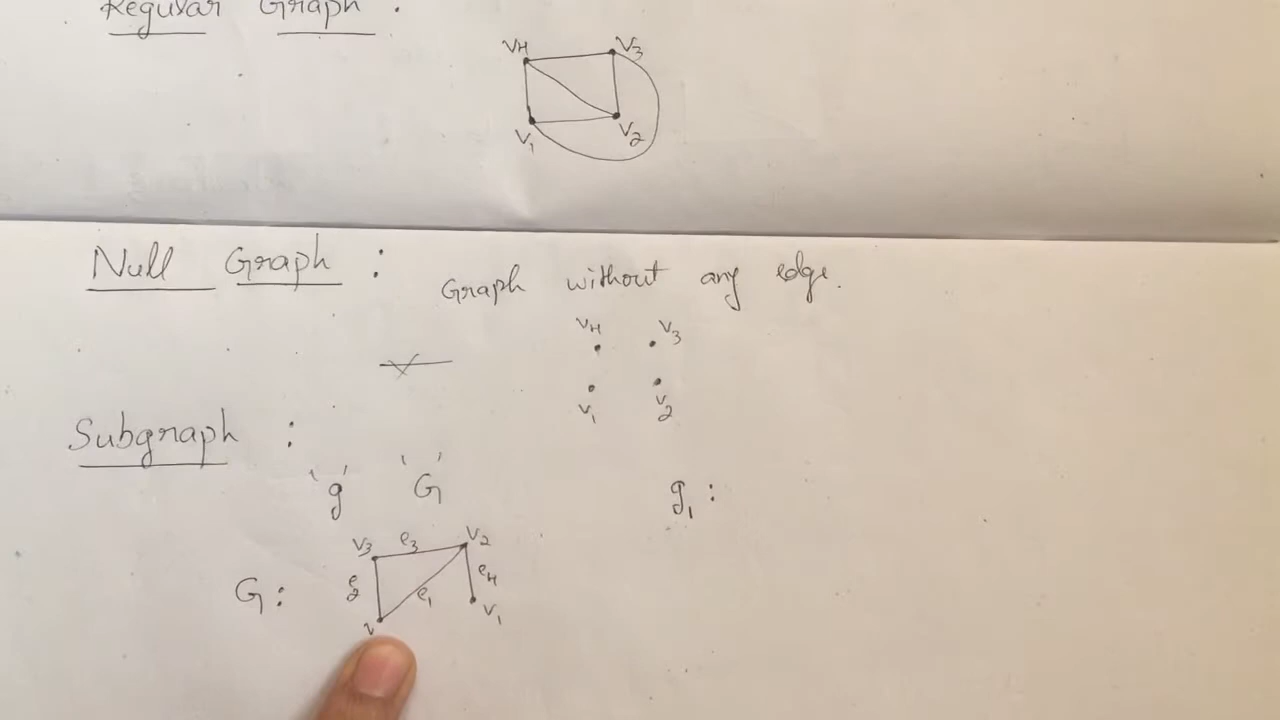 Regular Graph .
V4 V3
V1 V2
Null Graph : Graph without any edge.
V4 V3
V1 V2
Subgraph :
'g' 'G' g1 :
V3 e3 V2
G : e2 e1 e4
V1